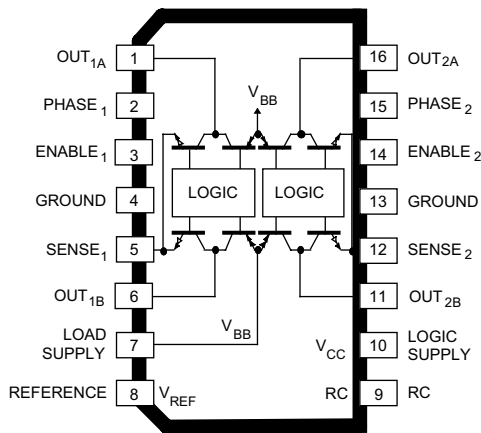 OUT1A 1 16 OUT2A
PHASE1 2 VBB 15 PHASE2
ENABLE1 3 14 ENABLE2
GROUND 4 LOGIC LOGIC 13 GROUND
SENSE1 5 12 SENSE2
OUT1B 6 11 OUT2B
LOAD SUPPLY 7 VBB VCC 10 LOGIC SUPPLY
REFERENCE 8 VREF RC 9 RC